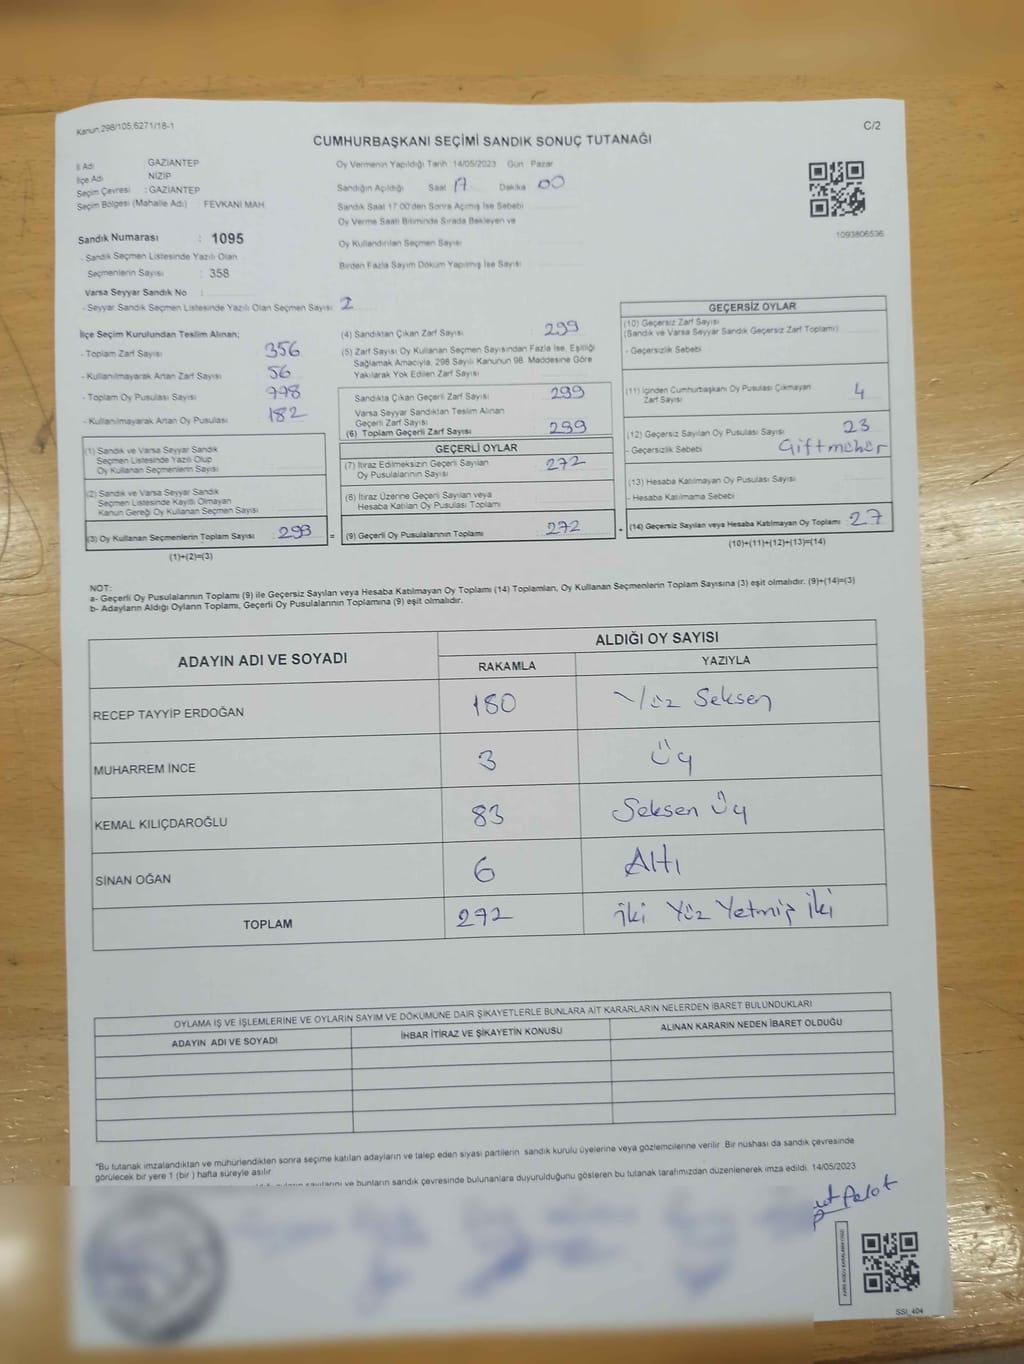 Kanun 298/105,6271/18-1
C/2
CUMHURBAŞKANI SEÇİMİ SANDIK SONUÇ TUTANAĞI
İl Adı GAZİANTEP
İlçe Adı NİZİP
Seçim Çevresi : GAZİANTEP
Seçim Bölgesi (Mahalle Adı) : FEVKANİ MAH.
Oy Vermenin Yapıldığı Tarih :14/05/2023 Gün : Pazar
Sandığın Açıldığı Saat 17 Dakika 00
Sandık Saat 17:00'den Sonra Açılmış İse Sebebi
Oy Verme Saati Bitiminde Sırada Bekleyen ve
Oy Kullandırılan Seçmen Sayısı
Birden Fazla Sayım Döküm Yapılmış İse Sayısı
1093806536
Sandık Numarası : 1095
- Sandık Seçmen Listesinde Yazılı Olan
Seçmenlerin Sayısı : 358
Varsa Seyyar Sandık No :
- Seyyar Sandık Seçmen Listesinde Yazılı Olan Seçmen Sayısı 2
İlçe Seçim Kurulundan Teslim Alınan;
- Toplam Zarf Sayısı 356
- Kullanılmayarak Artan Zarf Sayısı 56
- Toplam Oy Pusulası Sayısı 498
- Kullanılmayarak Artan Oy Pusulası 182
(1) Sandık ve Varsa Seyyar Sandık
Seçmen Listesinde Yazılı Olup
Oy Kullanan Seçmenlerin Sayısı
(2) Sandık ve Varsa Seyyar Sandık
Seçmen Listesinde Kayıtlı Olmayan
Kanun Gereği Oy Kullanan Seçmen Sayısı
(3) Oy Kullanan Seçmenlerin Toplam Sayısı 299
(1)+(2)=(3)
(4) Sandıktan Çıkan Zarf Sayısı 299
(5) Zarf Sayısı Oy Kullanan Seçmen Sayısından Fazla İse, Eşitliği
Sağlamak Amacıyla, 298 Sayılı Kanunun 98. Maddesine Göre
Yakılarak Yok Edilen Zarf Sayısı
Sandıkta Çıkan Geçerli Zarf Sayısı 299
Varsa Seyyar Sandıktan Teslim Alınan
Geçerli Zarf Sayısı
(6) Toplam Geçerli Zarf Sayısı 299
GEÇERLİ OYLAR
(7) İtiraz Edilmeksizin Geçerli Sayılan
Oy Pusulalarının Sayısı 272
(8) İtiraz Üzerine Geçerli Sayılan veya
Hesaba Katılan Oy Pusulası Toplamı
= (9) Geçerli Oy Pusulalarının Toplamı 272
GEÇERSİZ OYLAR
(10) Geçersiz Zarf Sayısı
(Sandık ve Varsa Seyyar Sandık Geçersiz Zarf Toplamı)
- Geçersizlik Sebebi
(11) İçinden Cumhurbaşkanı Oy Pusulası Çıkmayan
Zarf Sayısı 4
(12) Geçersiz Sayılan Oy Pusulası Sayısı 23
- Geçersizlik Sebebi Giftmühür
(13) Hesaba Katılmayan Oy Pusulası Sayısı
- Hesaba Katılmama Sebebi
+ (14) Geçersiz Sayılan veya Hesaba Katılmayan Oy Toplamı 27
(10)+(11)+(12)+(13)=(14)
NOT:
a- Geçerli Oy Pusulalarının Toplamı (9) ile Geçersiz Sayılan veya Hesaba Katılmayan Oy Toplamı (14) Toplamları, Oy Kullanan Seçmenlerin Toplam Sayısına (3) eşit olmalıdır. (9)+(14)=(3)
b- Adayların Aldığı Oyların Toplamı, Geçerli Oy Pusulalarının Toplamına (9) eşit olmalıdır.
ADAYIN ADI VE SOYADI
ALDIĞI OY SAYISI
RAKAMLA YAZIYLA
RECEP TAYYİP ERDOĞAN 180 Yüz Seksen
MUHARREM İNCE 3 Üç
KEMAL KILIÇDAROĞLU 83 Seksen Üç
SİNAN OĞAN 6 Altı
TOPLAM 272 İki Yüz Yetmiş İki
OYLAMA İŞ VE İŞLEMLERİNE VE OYLARIN SAYIM VE DÖKÜMÜNE DAİR ŞİKAYETLERLE BUNLARA AİT KARARLARIN NELERDEN İBARET BULUNDUKLARI
ADAYIN ADI VE SOYADI İHBAR İTİRAZ VE ŞİKAYETİN KONUSU ALINAN KARARIN NEDEN İBARET OLDUĞU
*Bu tutanak imzalandıktan ve mühürlendikten sonra seçime katılan adayların ve talep eden siyasi partilerin sandık kurulu üyelerine veya gözlemcilerine verilir. Bir nüshası da sandık çevresinde
görülecek bir yere 1 (bir ) hafta süreyle asılır.
sayılarını ve bunların sandık çevresinde bulunanlara duyurulduğunu gösteren bu tutanak tarafımızdan düzenlenerek imza edildi. 14/05/2023
SSI_404